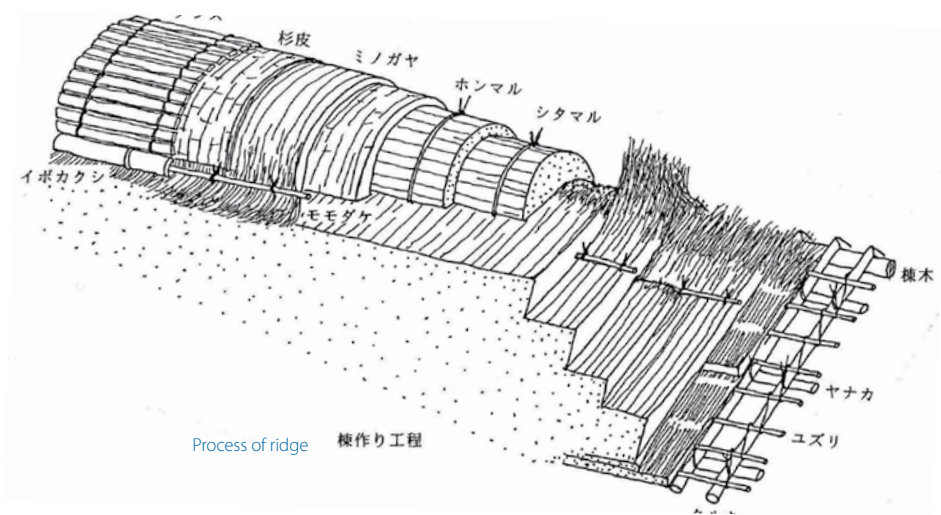 杉皮
ミノガヤ
ホンマル
シタマル
イボカクシ
モモダケ
棟木
ヤナカ
ユズリ
Process of ridge
棟作り工程